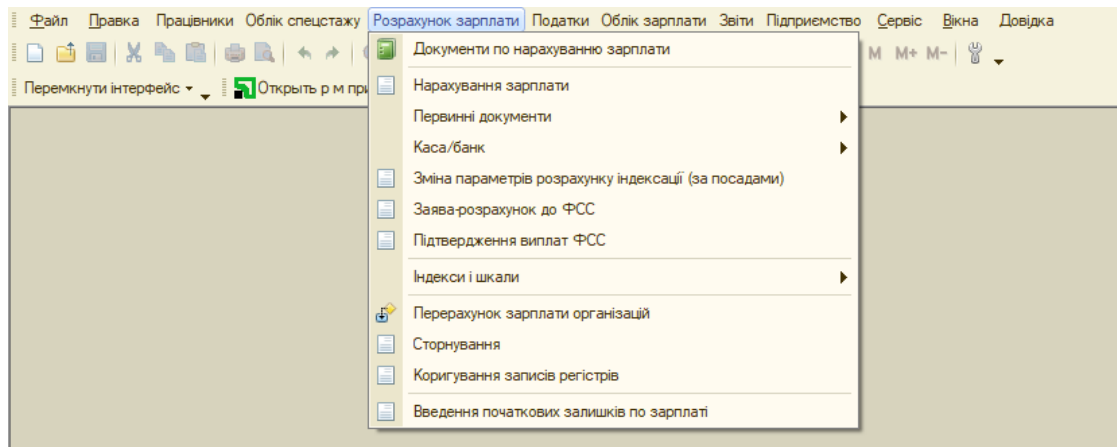 Файл Правка Працівники Облік спецстажу Розрахунок зарплати Податки Облік зарплати Звіти Підприємство Сервіс Вікна Довідка
Документи по нарахуванню зарплати M M+ M-
Перемкнути інтерфейс Открыть р м при
Нарахування зарплати
Первинні документи
Каса/банк
Зміна параметрів розрахунку індексації (за посадами)
Заява-розрахунок до ФСС
Підтвердження виплат ФСС
Індекси і шкали
Перерахунок зарплати організацій
Сторнування
Коригування записів регістрів
Введення початкових залишків по зарплаті